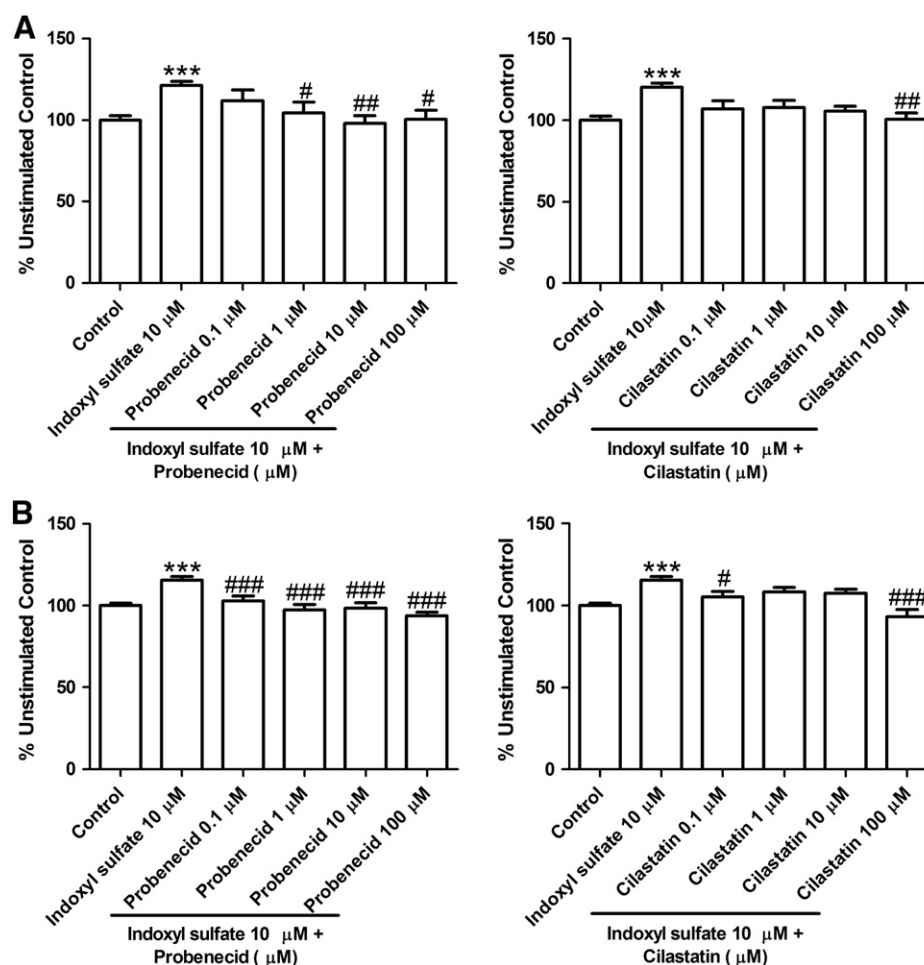 A
% Unstimulated Control
150
100
50
0
***
#
##
#
Control
Indoxyl sulfate 10 μM
Probenecid 0.1 μM
Probenecid 1 μM
Probenecid 10 μM
Probenecid 100 μM
Indoxyl sulfate 10 μM +
Probenecid ( μM)
% Unstimulated Control
150
100
50
0
***
##
Control
Indoxyl sulfate 10μM
Cilastatin 0.1 μM
Cilastatin 1 μM
Cilastatin 10 μM
Cilastatin 100 μM
Indoxyl sulfate 10 μM +
Cilastatin ( μM)
B
% Unstimulated Control
150
100
50
0
***
###
###
###
###
Control
Indoxyl sulfate 10 μM
Probenecid 0.1 μM
Probenecid 1 μM
Probenecid 10 μM
Probenecid 100 μM
Indoxyl sulfate 10 μM +
Probenecid ( μM)
% Unstimulated Control
150
100
50
0
***
#
###
Control
Indoxyl sulfate 10 μM
Cilastatin 0.1 μM
Cilastatin 1 μM
Cilastatin 10 μM
Cilastatin 100 μM
Indoxyl sulfate 10 μM +
Cilastatin ( μM)